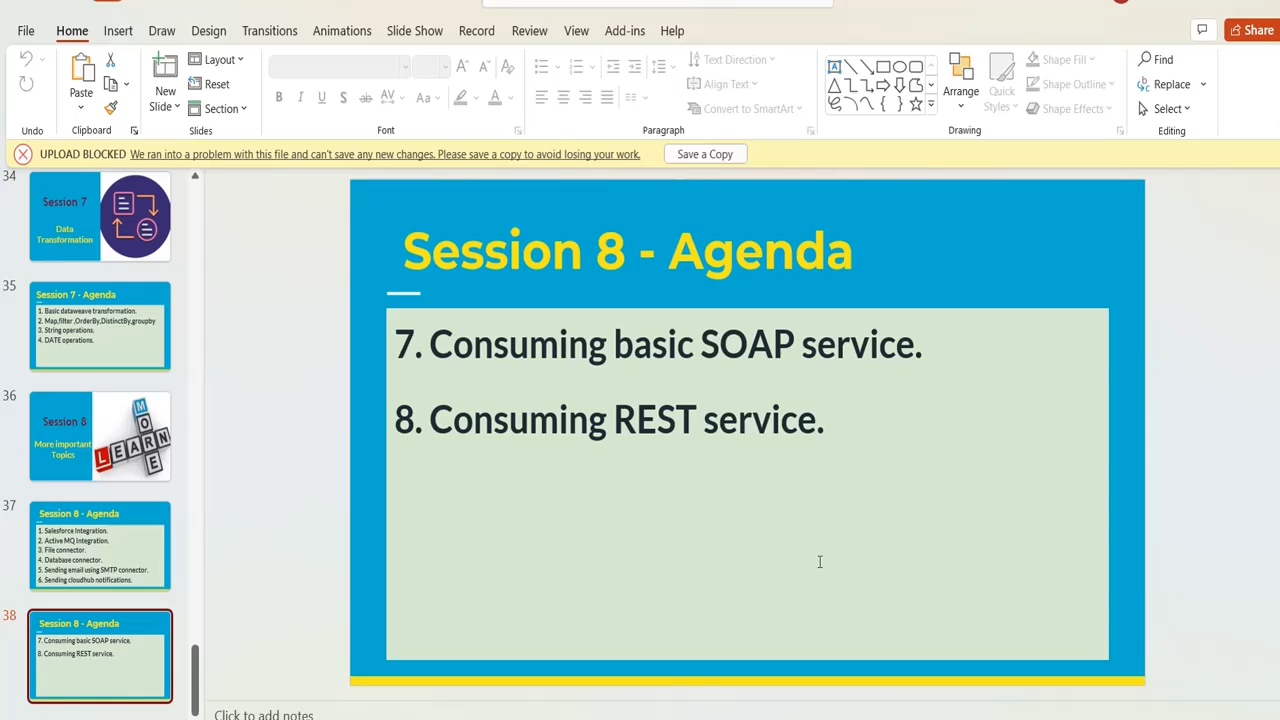 File Home Insert Draw Design Transitions Animations Slide Show Record Review View Add-ins Help Share
Paste
New
Slide
Layout
Reset
Section
B I U S ab AV Aa A
Text Direction
Align Text
Convert to SmartArt
Arrange
Quick
Styles
Shape Fill
Shape Outline
Shape Effects
Find
Replace
Select
Undo Clipboard Slides Font Paragraph Drawing Editing
UPLOAD BLOCKED We ran into a problem with this file and can't save any new changes. Please save a copy to avoid losing your work. Save a Copy
34
Session 7
Data
Transformation
35
Session 7 - Agenda
1. Basic dataweave transformation.
2. Map,filter ,OrderBy,DistinctBy,groupby
3. String operations.
4. DATE operations.
36
Session 8
More important
Topics
MORE
LEARN
37
Session 8 - Agenda
1. Salesforce Integration.
2. Active MQ Integration.
3. File connector.
4. Database connector.
5. Sending email using SMTP connector.
6. Sending cloudhub notifications.
38
Session 8 - Agenda
7. Consuming basic SOAP service.
8. Consuming REST service.
Session 8 - Agenda
7. Consuming basic SOAP service.
8. Consuming REST service.
Click to add notes